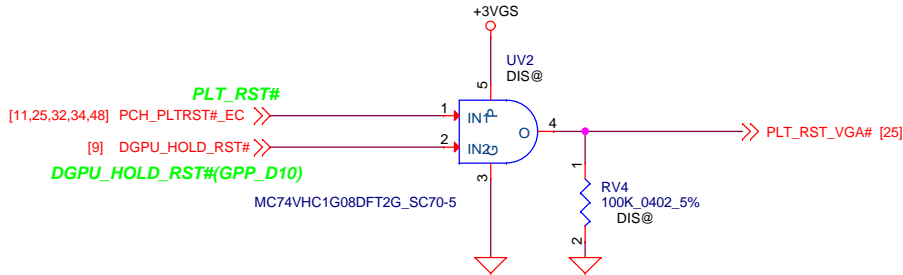 +3VGS
UV2
DIS@
PLT_RST#
[11,25,32,34,48] PCH_PLTRST#_EC
[9] DGPU_HOLD_RST#
DGPU_HOLD_RST#(GPP_D10)
1
2
5
P
IN1
IN2
G
O
4
3
PLT_RST_VGA# [25]
MC74VHC1G08DFT2G_SC70-5
1
2
RV4
100K_0402_5%
DIS@